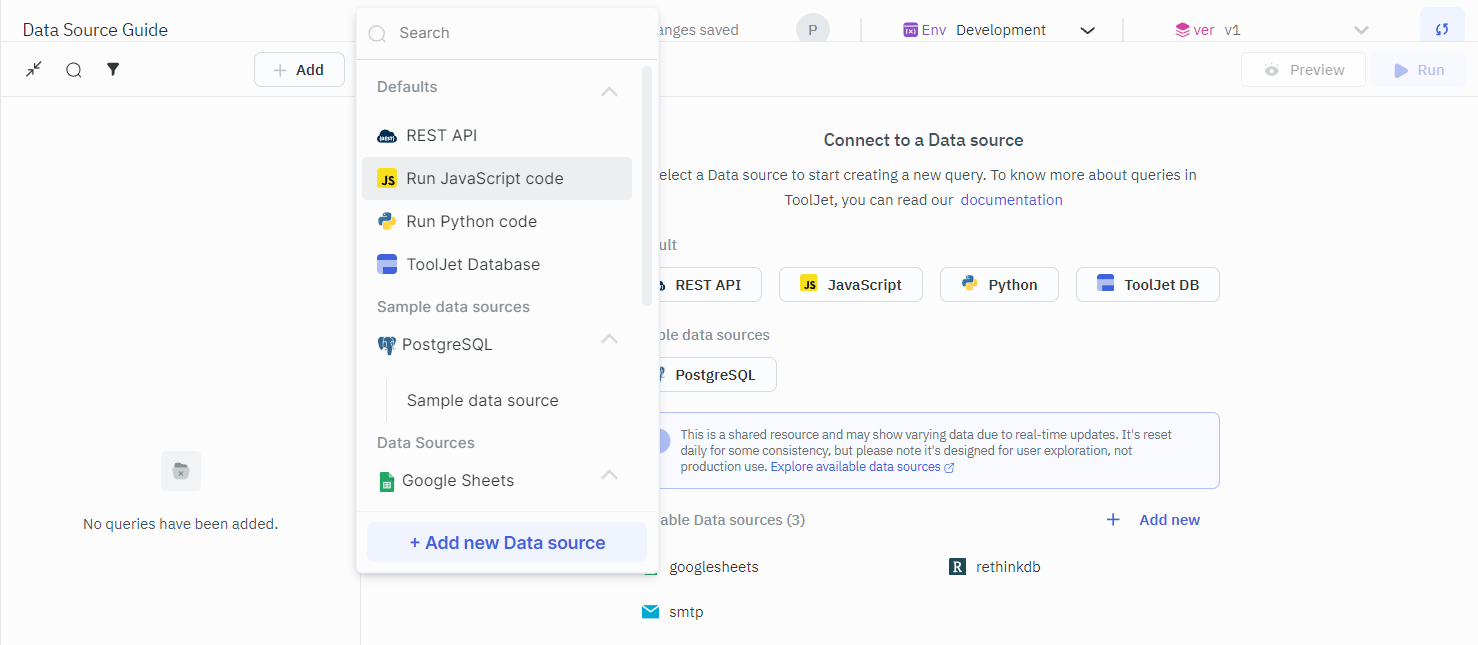 Data Source Guide
Search
anges saved
P
Env Development
ver v1
Add
Preview
Run
Defaults
REST API
JS Run JavaScript code
Run Python code
ToolJet Database
Sample data sources
PostgreSQL
Sample data source
Data Sources
Google Sheets
+ Add new Data source
No queries have been added.
Connect to a Data source
elect a Data source to start creating a new query. To know more about queries in
ToolJet, you can read our documentation
ult
REST API
JS JavaScript
Python
ToolJet DB
ple data sources
PostgreSQL
This is a shared resource and may show varying data due to real-time updates. It's reset
daily for some consistency, but please note it's designed for user exploration, not
production use. Explore available data sources
able Data sources (3)
+ Add new
googlesheets
R rethinkdb
smtp